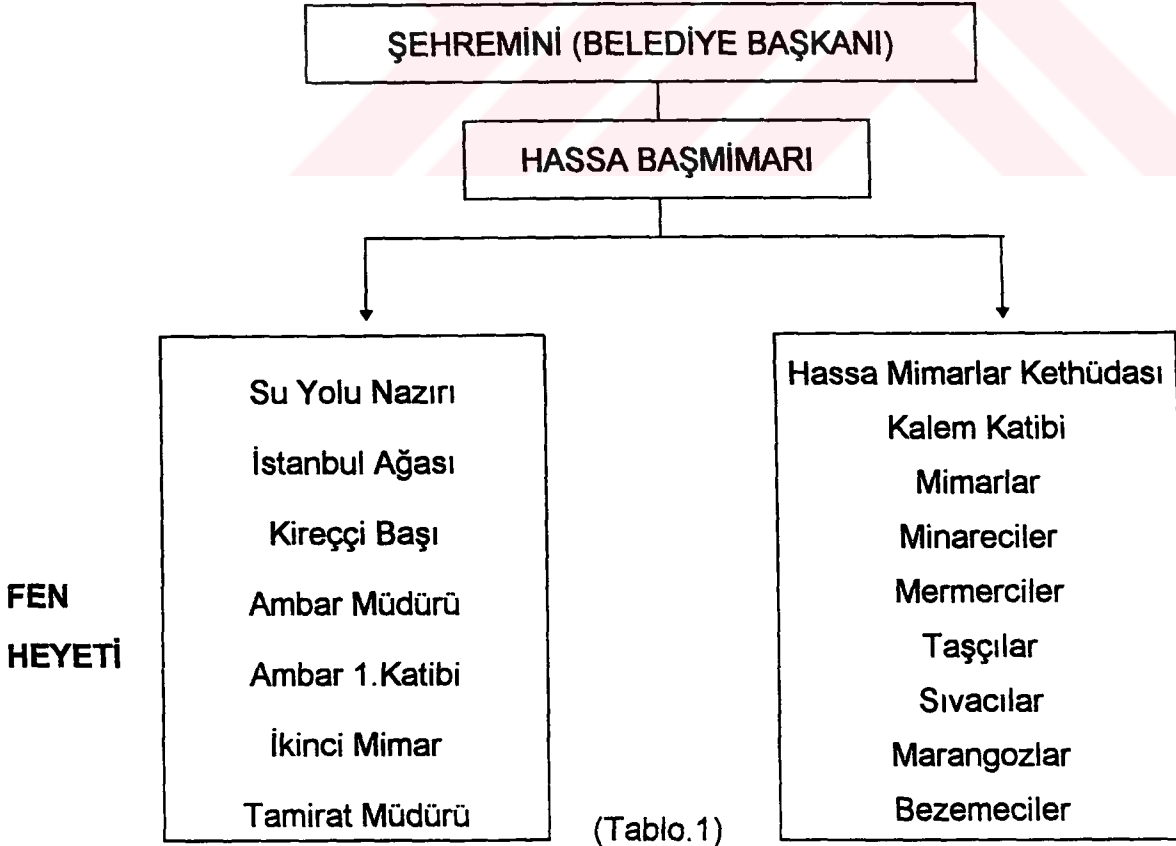 ŞEHREMİNİ (BELEDİYE BAŞKANI)
HASSA BAŞMİMARI
FEN
HEYETİ
Su Yolu Nazırı
İstanbul Ağası
Kireççi Başı
Ambar Müdürü
Ambar 1.Katibi
İkinci Mimar
Tamirat Müdürü
Hassa Mimarlar Kethüdası
Kalem Katibi
Mimarlar
Minareciler
Mermerciler
Taşçılar
Sıvacılar
Marangozlar
Bezemeciler
(Tablo.1)